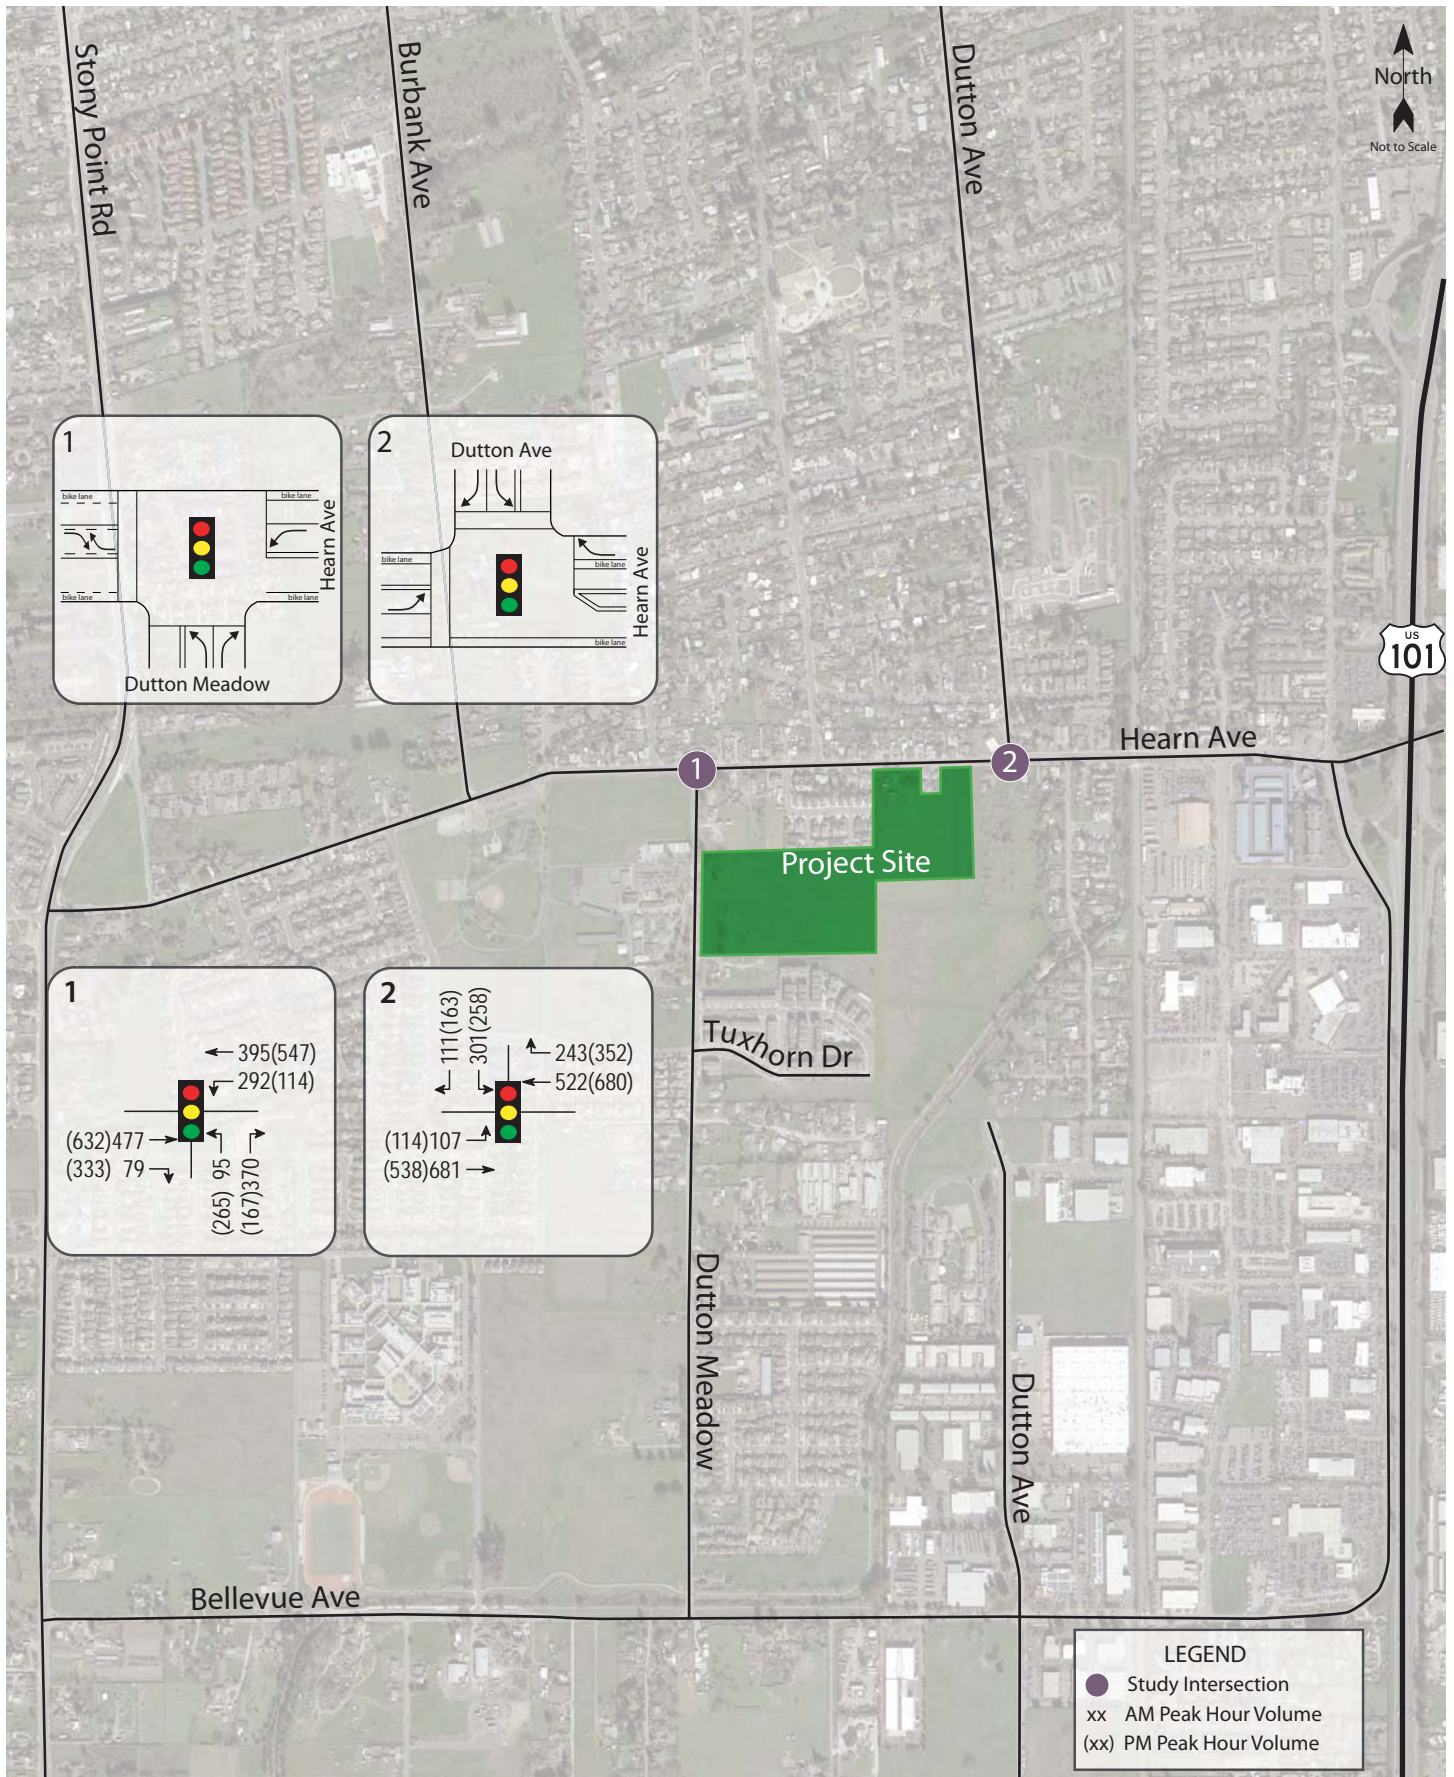 Stony Point Rd
Burbank Ave
Dutton Ave
North
Not to Scale
1
bike lane
bike lane
Hearn Ave
bike lane
bike lane
Dutton Meadow
2
Dutton Ave
bike lane
bike lane
Hearn Ave
bike lane
US
101
Hearn Ave
1
2
Project Site
1
395(547)
292(114)
(632)477
(333) 79
(265) 95
(167)370
2
111(163)
301(258)
243(352)
522(680)
(114)107
(538)681
Tuxhorn Dr
Dutton Meadow
Dutton Ave
Bellevue Ave
LEGEND
Study Intersection
xx AM Peak Hour Volume
(xx) PM Peak Hour Volume